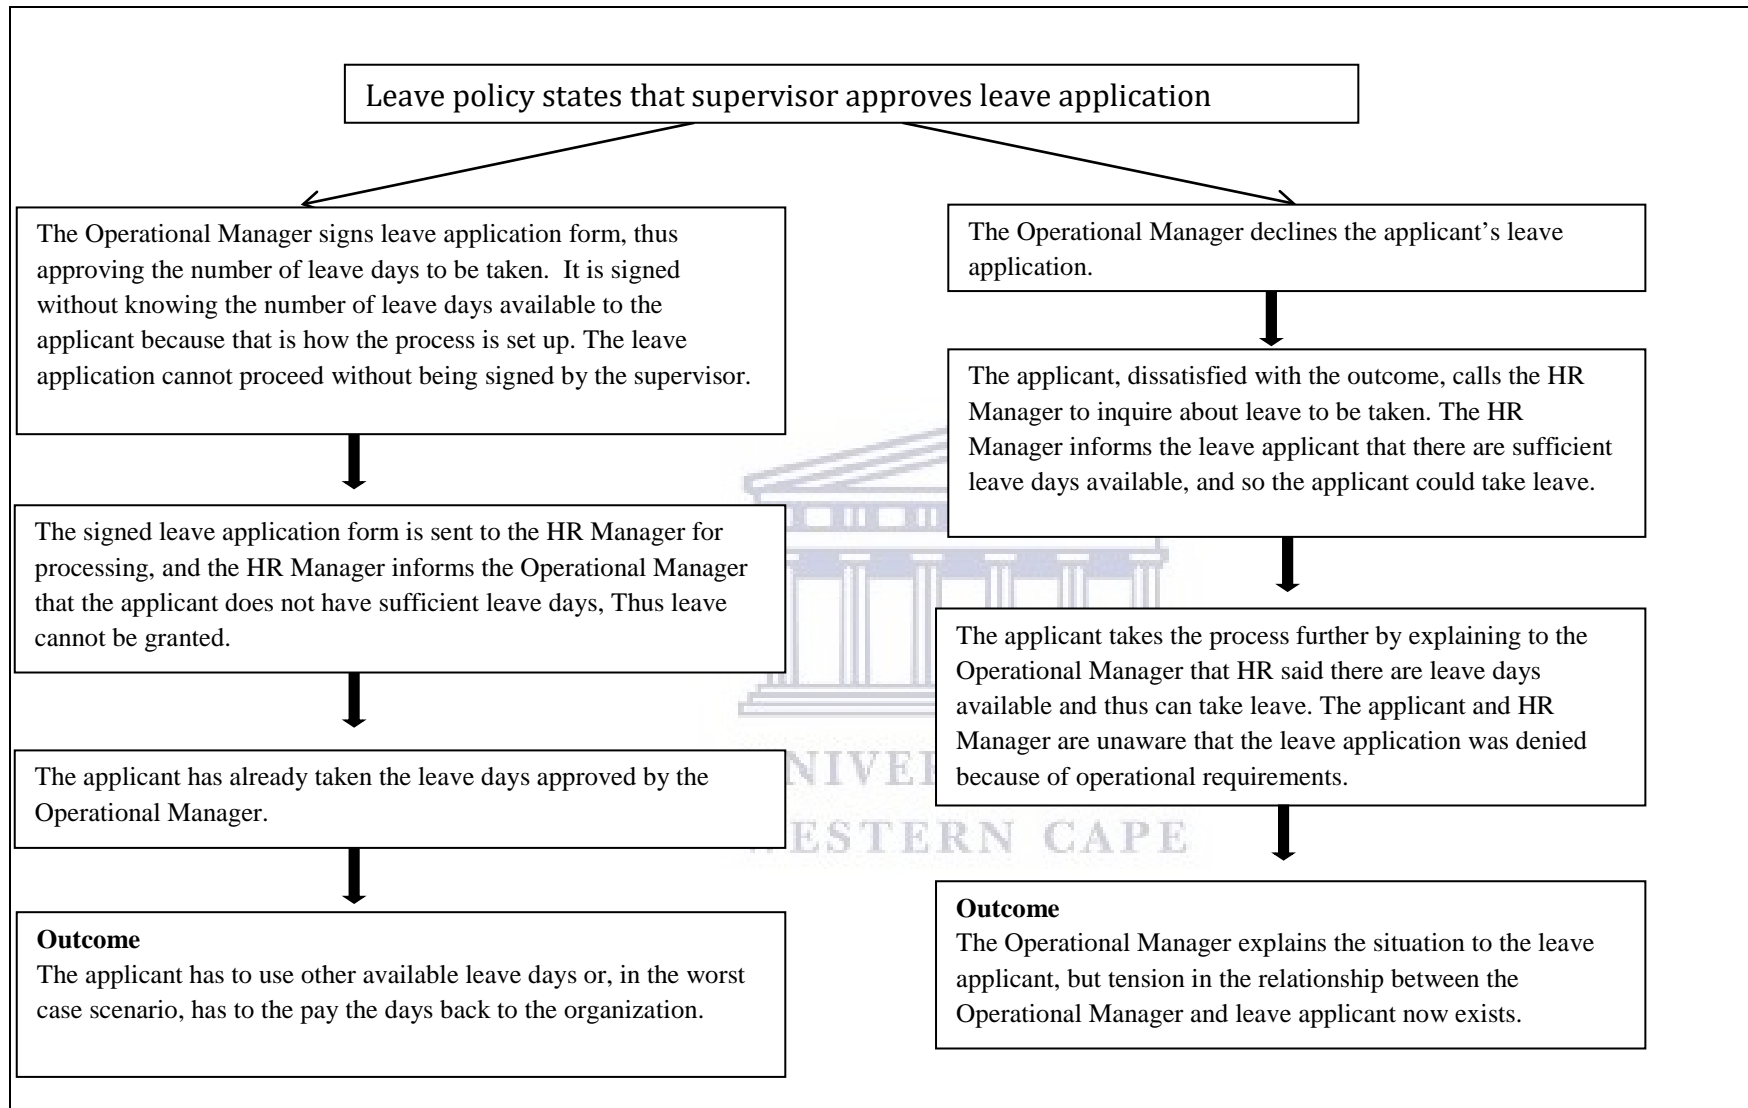 Leave policy states that supervisor approves leave application
The Operational Manager signs leave application form, thus
approving the number of leave days to be taken.  It is signed
without knowing the number of leave days available to the
applicant because that is how the process is set up. The leave
application cannot proceed without being signed by the supervisor.
The signed leave application form is sent to the HR Manager for
processing, and the HR Manager informs the Operational Manager
that the applicant does not have sufficient leave days, Thus leave
cannot be granted.
The applicant has already taken the leave days approved by the
Operational Manager.
Outcome
The applicant has to use other available leave days or, in the worst
case scenario, has to the pay the days back to the organization.
The Operational Manager declines the applicant’s leave
application.
The applicant, dissatisfied with the outcome, calls the HR
Manager to inquire about leave to be taken. The HR
Manager informs the leave applicant that there are sufficient
leave days available, and so the applicant could take leave.
The applicant takes the process further by explaining to the
Operational Manager that HR said there are leave days
available and thus can take leave. The applicant and HR
Manager are unaware that the leave application was denied
because of operational requirements.
Outcome
The Operational Manager explains the situation to the leave
applicant, but tension in the relationship between the
Operational Manager and leave applicant now exists.
CAPE